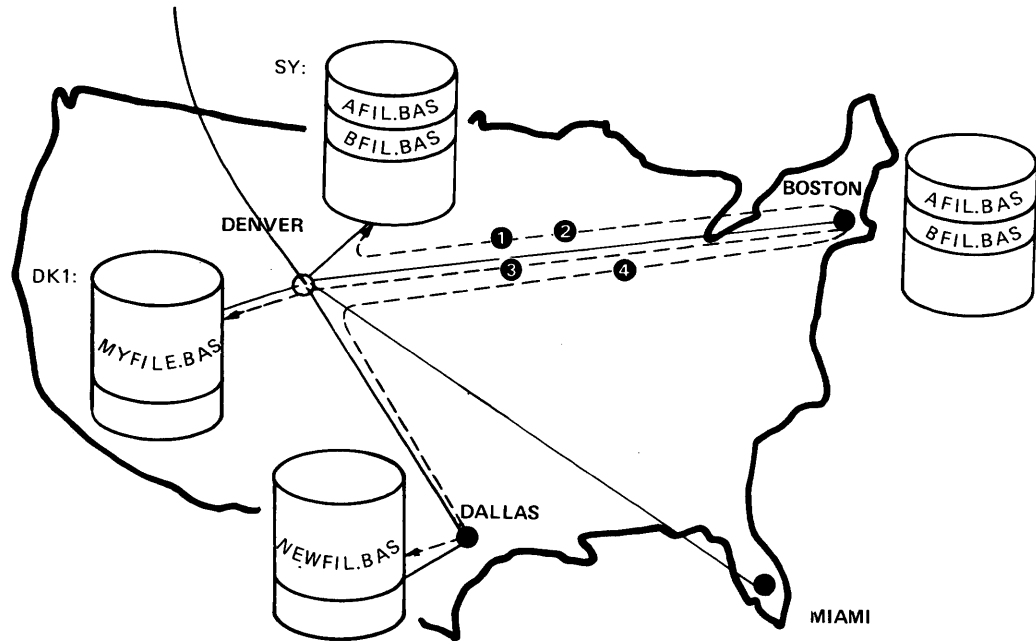 SY:
AFIL.BAS
BFIL.BAS
BOSTON
AFIL.BAS
BFIL.BAS
DENVER
1
2
3
4
DK1:
MYFILE.BAS
DALLAS
NEWFIL.BAS
MIAMI